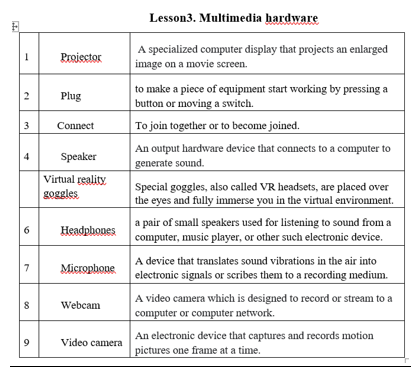 Lesson3. Multimedia hardware
1 Projector A specialized computer display that projects an enlarged
image on a movie screen.
2 Plug to make a piece of equipment start working by pressing a
button or moving a switch.
3 Connect To join together or to become joined.
4 Speaker An output hardware device that connects to a computer to
generate sound.
Virtual reality
goggles Special goggles, also called VR headsets, are placed over
the eyes and fully immerse you in the virtual environment.
6 Headphones a pair of small speakers used for listening to sound from a
computer, music player, or other such electronic device.
7 Microphone A device that translates sound vibrations in the air into
electronic signals or scribes them to a recording medium.
8 Webcam A video camera which is designed to record or stream to a
computer or computer network.
9 Video camera An electronic device that captures and records motion
pictures one frame at a time.